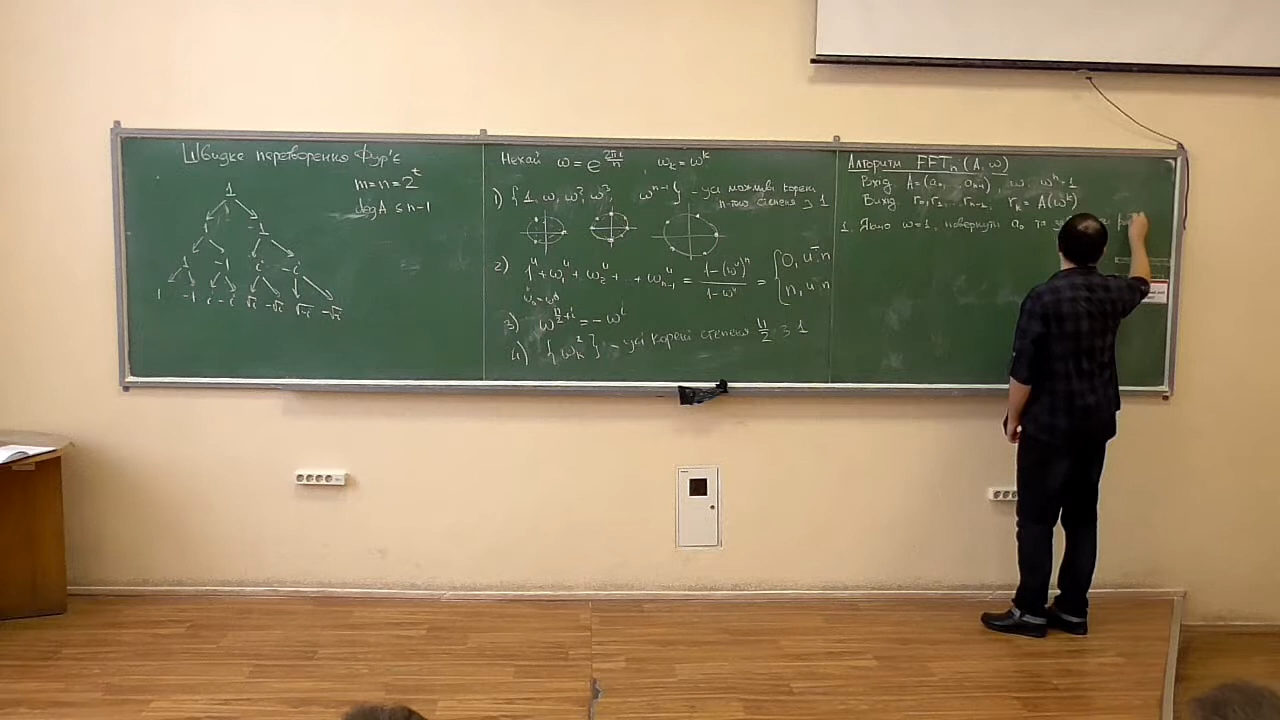 Швидке перетворення Фур'є
m=n=2^t
deg A ≤ n-1
1
1 -1
1 -1 i -i
1 -1 i -i √i -√i √-i -√-i
Нехай ω = e^{2πi/n}, ω_k = ω^k
1) {1, ω, ω², ω³, ω^{n-1}} - усі можливі корені
n-того степеня з 1
2) 1^u + ω_1^u + ω_2^u + .. + ω_{n-1}^u = (1-(ω^u)^n)/(1-ω^u) = {0, u⋮̸n
n, u⋮n
3) ω^{n/2+i} = -ω^i
4) {ω_k^2} - усі корені степеня n/2 з 1
Алгоритм FFT_n(A, ω)
Вхід. A=(a_0, ..., a_{n-1}), ω: ω^n=1
Вихід. r_0, r_1, ... r_{n-1}, r_k = A(ω^k)
1. Якщо ω=1, повернути a_0 та